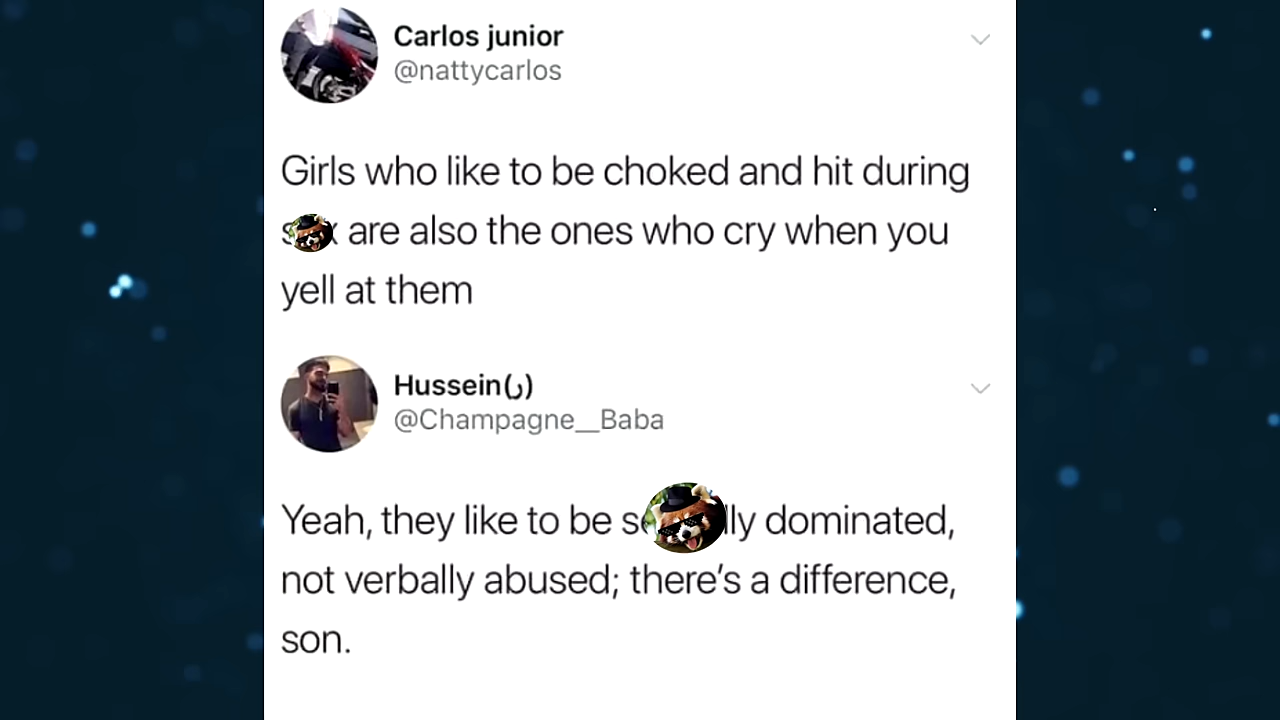 Carlos junior
@nattycarlos
Girls who like to be choked and hit during
are also the ones who cry when you
yell at them
Hussein(ر)
@Champagne__Baba
Yeah, they like to be dominated,
not verbally abused; there's a difference,
son.